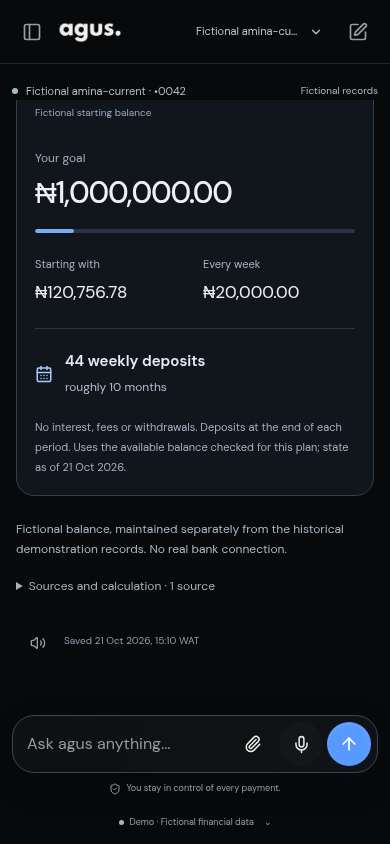 agus.
Fictional amina-cu...
Fictional amina-current · ••0042
Fictional records
Fictional starting balance
Your goal
₦1,000,000.00
Starting with
Every week
₦120,756.78
₦20,000.00
44 weekly deposits
roughly 10 months
No interest, fees or withdrawals. Deposits at the end of each
period. Uses the available balance checked for this plan; state
as of 21 Oct 2026.
Fictional balance, maintained separately from the historical
demonstration records. No real bank connection.
Sources and calculation · 1 source
Saved 21 Oct 2026, 15:10 WAT
Ask agus anything...
You stay in control of every payment.
Demo · Fictional financial data